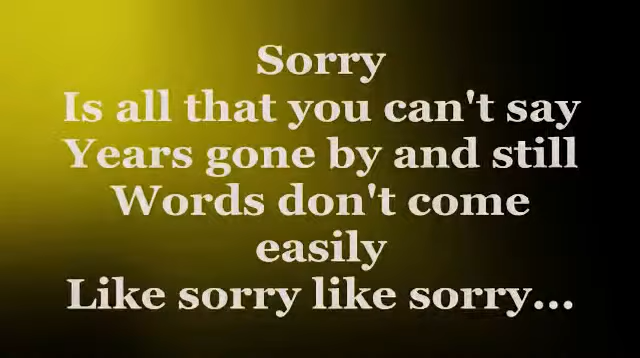 Sorry
Is all that you can't say
Years gone by and still
Words don't come
easily
Like sorry like sorry...